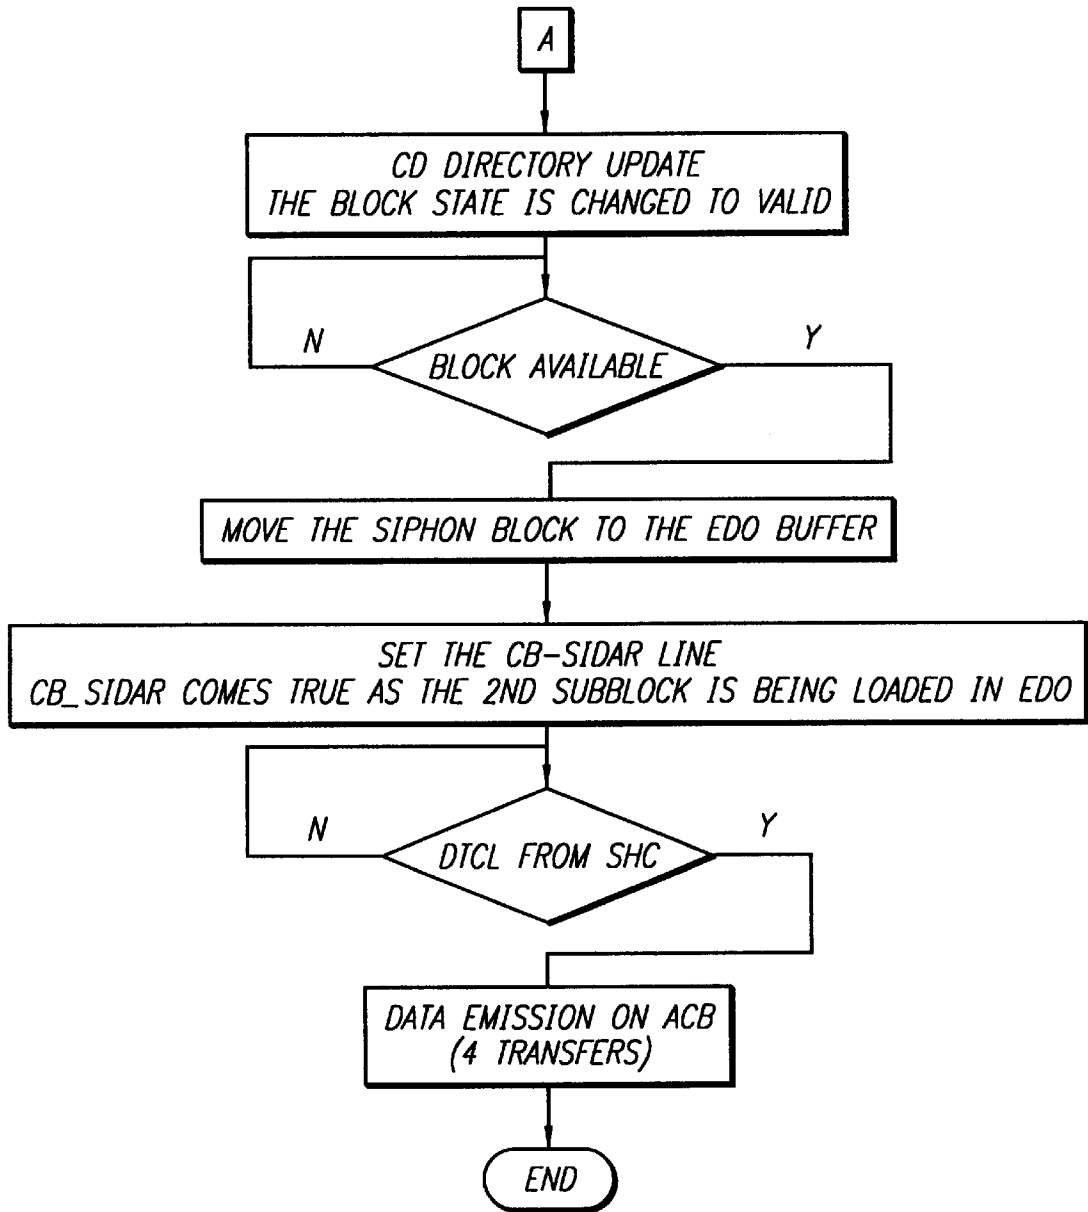 A
CD DIRECTORY UPDATE
THE BLOCK STATE IS CHANGED TO VALID
N
Y
BLOCK AVAILABLE
MOVE THE SIPHON BLOCK TO THE EDO BUFFER
SET THE CB-SIDAR LINE
CB_SIDAR COMES TRUE AS THE 2ND SUBBLOCK IS BEING LOADED IN EDO
N
Y
DTCL FROM SHC
DATA EMISSION ON ACB
(4 TRANSFERS)
END